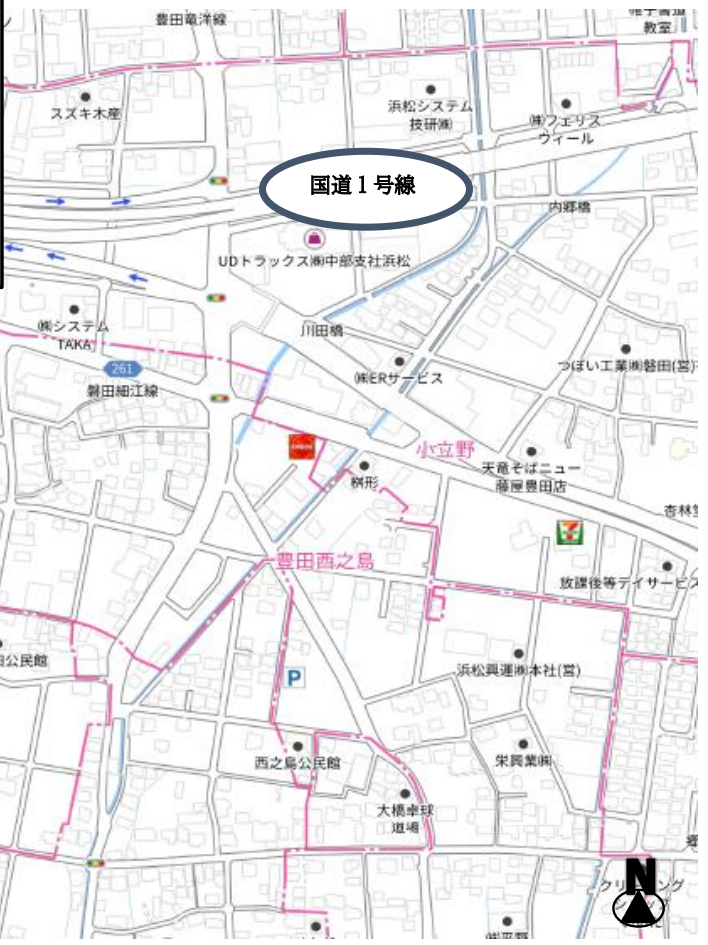 豊田竜洋線
教室
スズキ木産
浜松システム
技研㈱
㈱フェリス
ウィール
国道1号線
内郷橋
UDトラックス㈱中部支社浜松
㈱システム
TAKA
川田橋
261
磐田細江線
㈱ERサービス
つぼい工業㈱磐田(営)
小立野
天竜そばニュー
藤屋豊田店
桝形
杏林堂
豊田西之島
放課後等デイサービス
公民館
浜松興運㈱本社(営)
P
西之島公民館
栄興業㈱
大橋卓球
道場
N
クリーニング